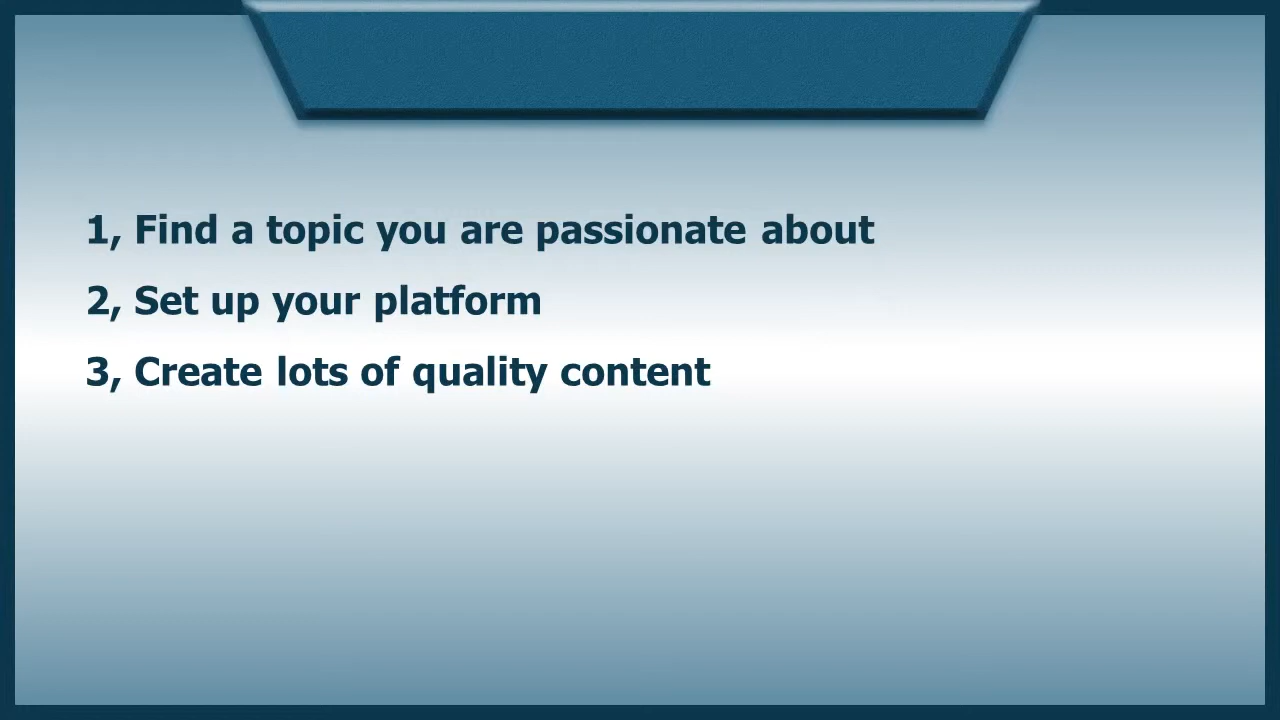 1, Find a topic you are passionate about
2, Set up your platform
3, Create lots of quality content